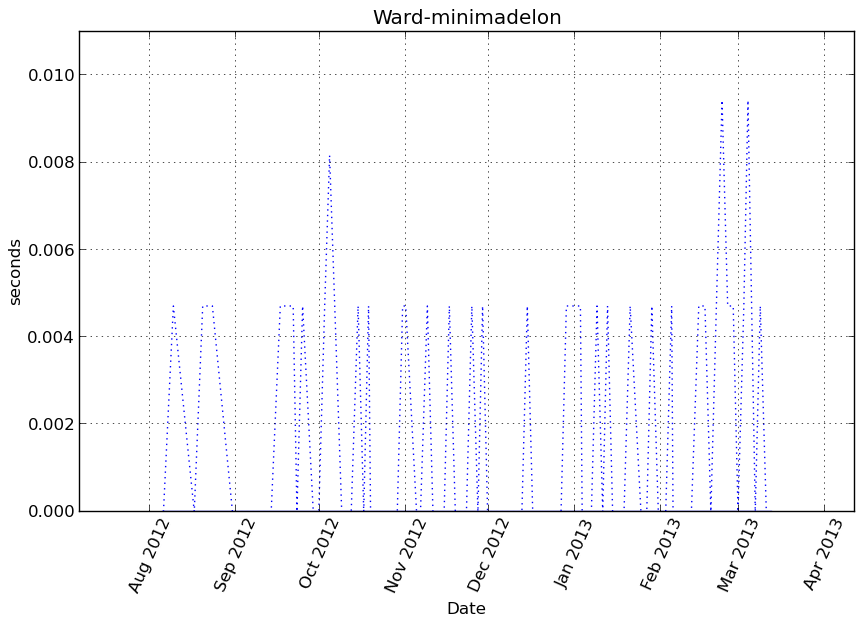 Ward-minimadelon
0.010
0.008
0.006
0.004
0.002
0.000
seconds
Aug 2012
Sep 2012
Oct 2012
Nov 2012
Dec 2012
Jan 2013
Feb 2013
Mar 2013
Apr 2013
Date